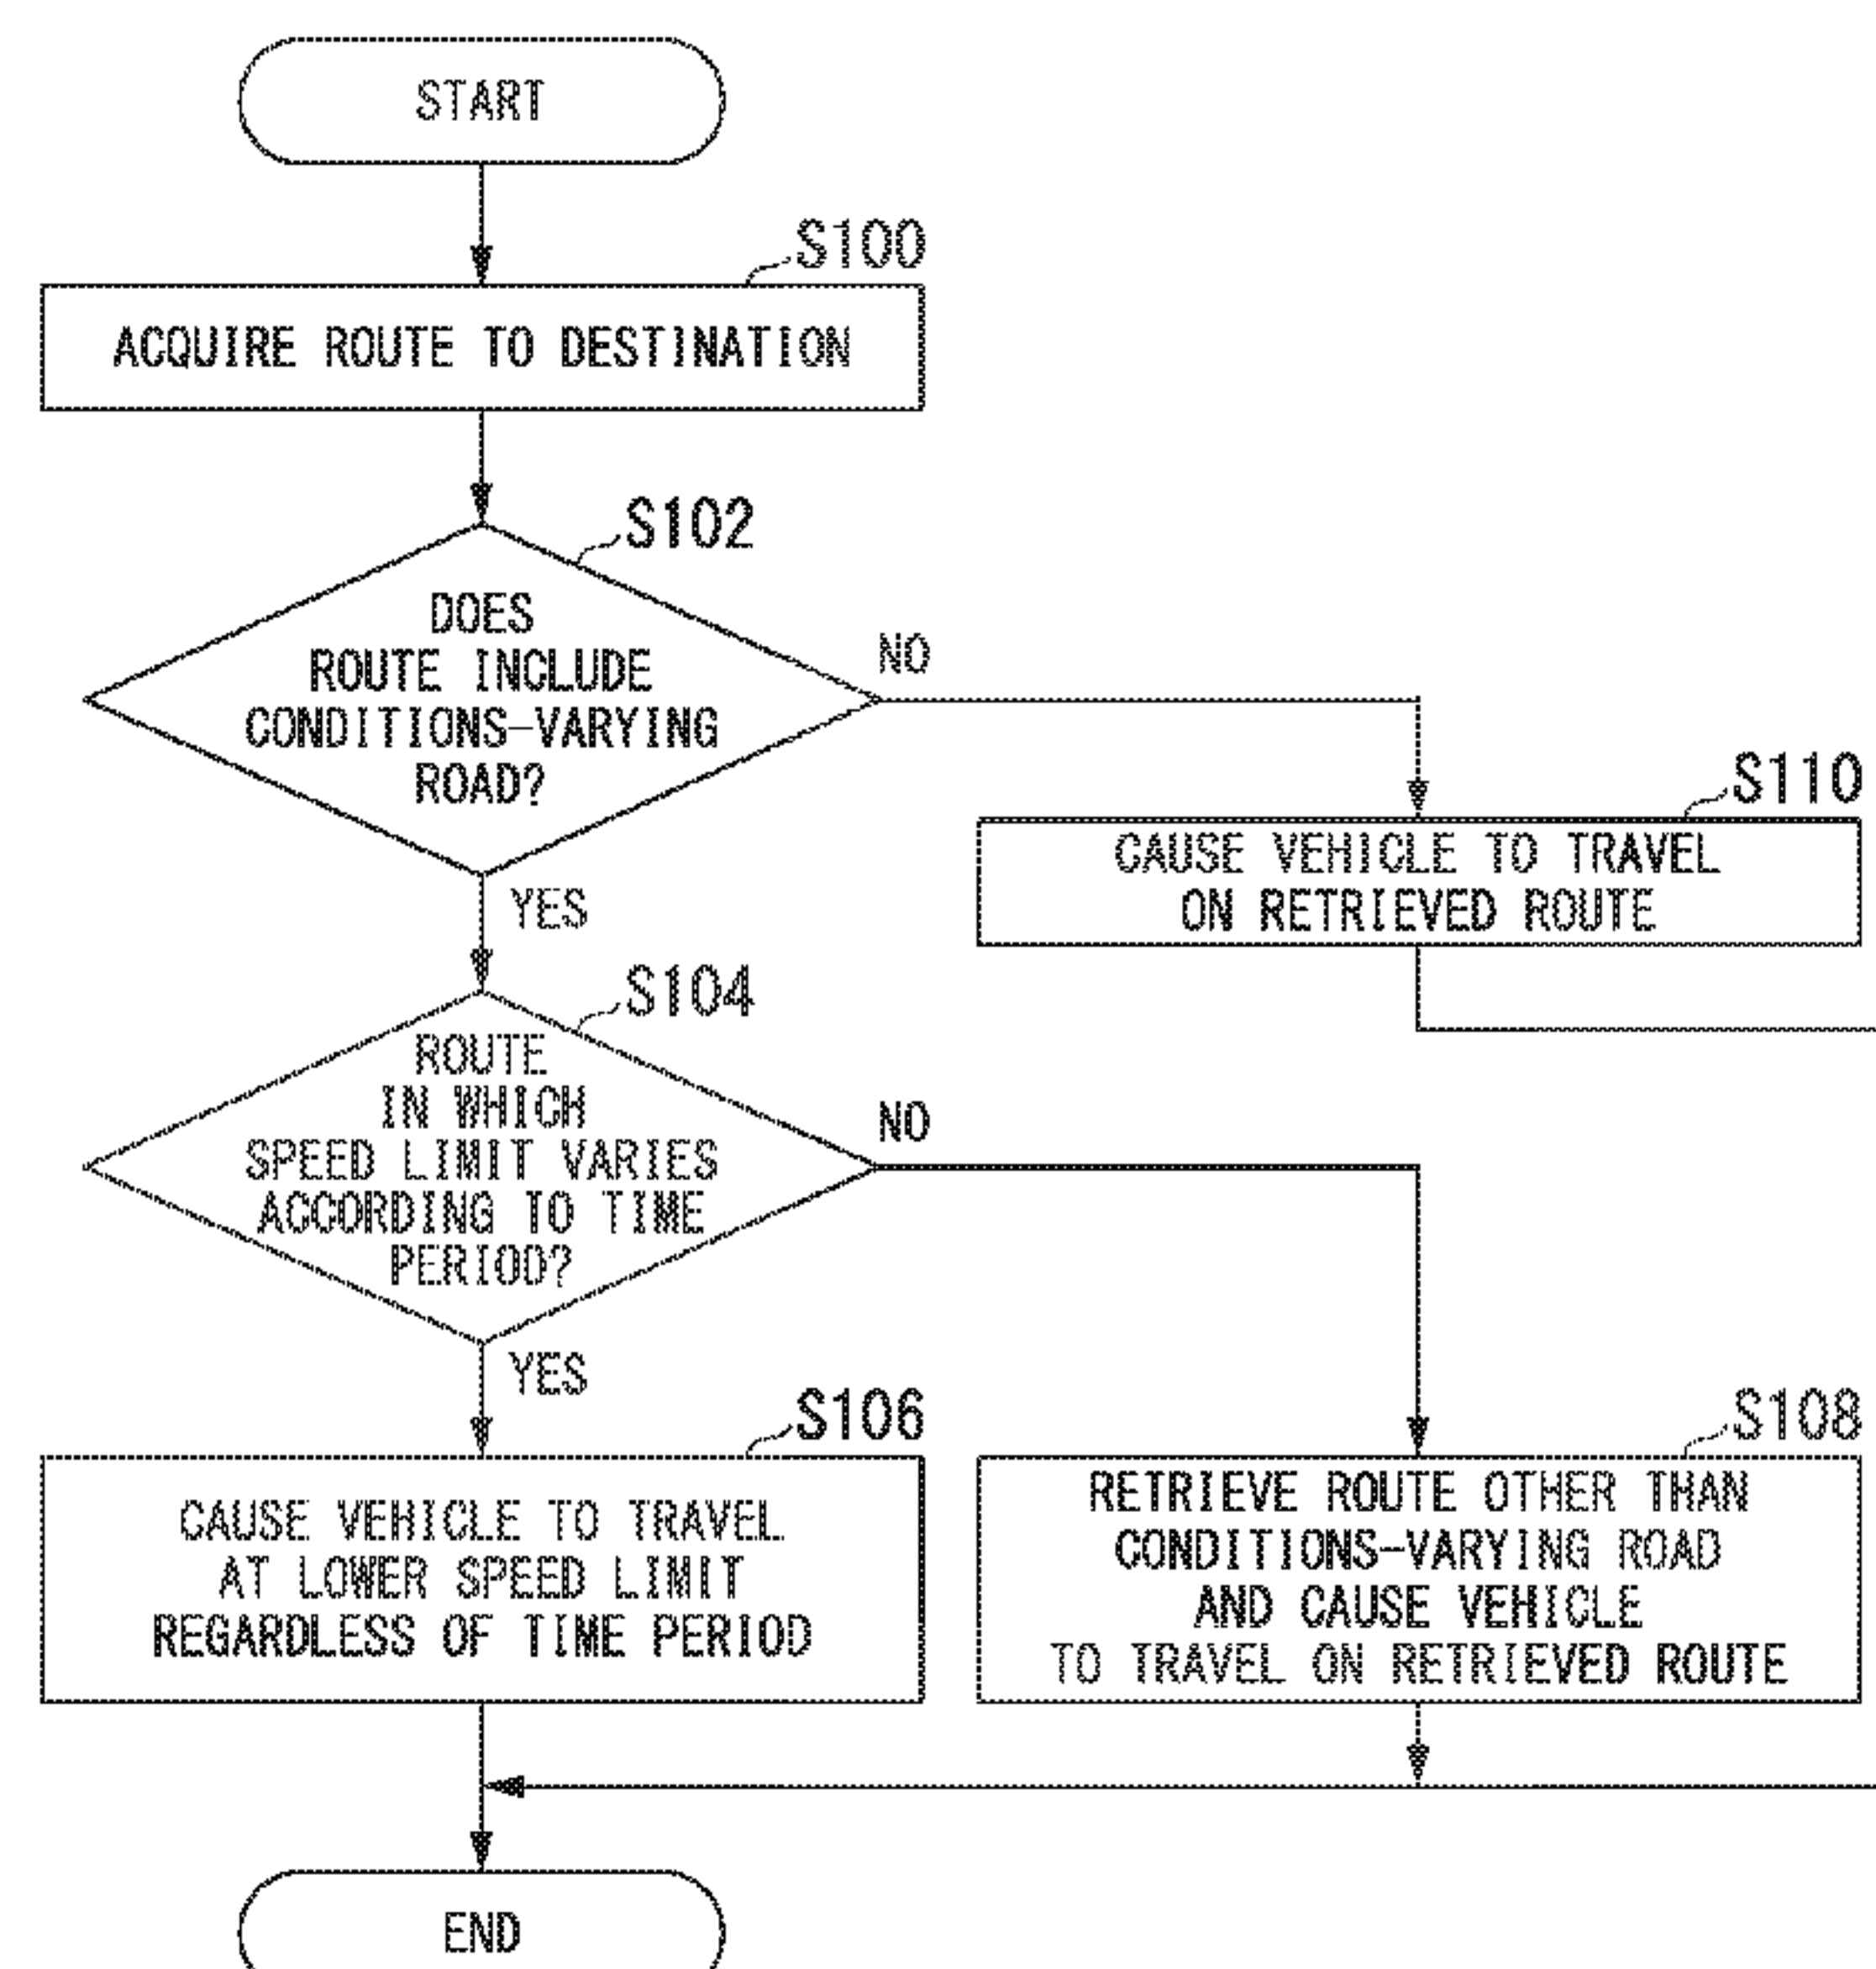 START
S100
ACQUIRE ROUTE TO DESTINATION
S102
DOES
ROUTE INCLUDE
CONDITIONS-VARYING
ROAD?
NO
YES
S110
CAUSE VEHICLE TO TRAVEL
ON RETRIEVED ROUTE
S104
ROUTE
IN WHICH
SPEED LIMIT VARIES
ACCORDING TO TIME
PERIOD?
NO
YES
S106
CAUSE VEHICLE TO TRAVEL
AT LOWER SPEED LIMIT
REGARDLESS OF TIME PERIOD
S108
RETRIEVE ROUTE OTHER THAN
CONDITIONS-VARYING ROAD
AND CAUSE VEHICLE
TO TRAVEL ON RETRIEVED ROUTE
END